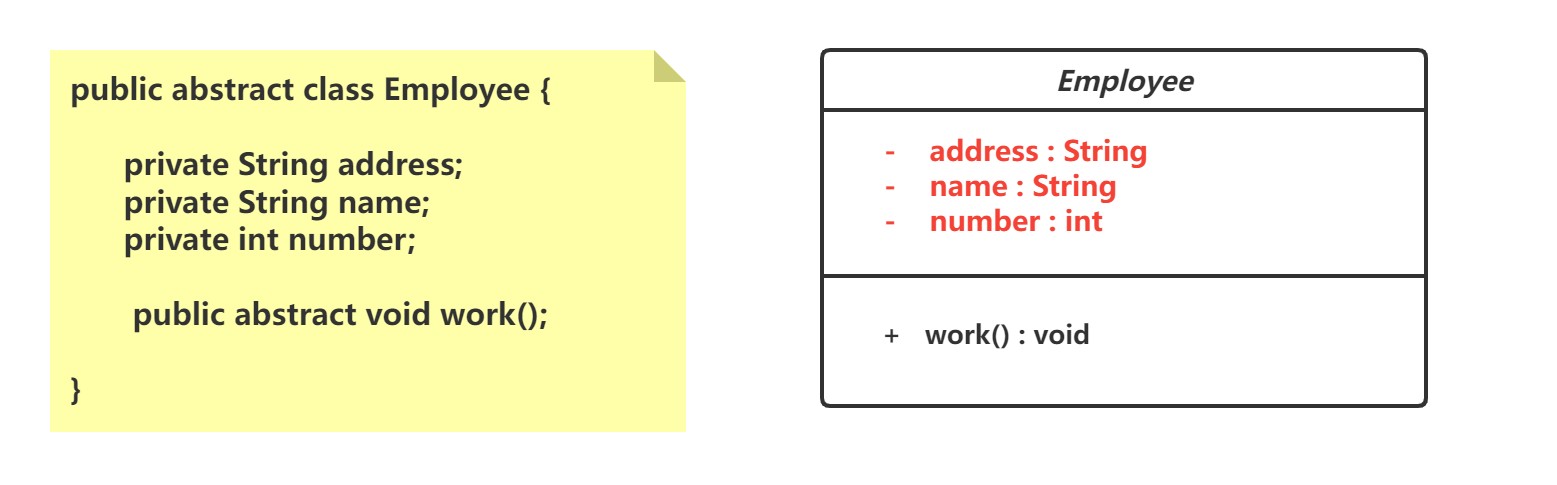 public abstract class Employee {
private String address;
private String name;
private int number;
public abstract void work();
}
Employee
- address : String
- name : String
- number : int
+ work() : void